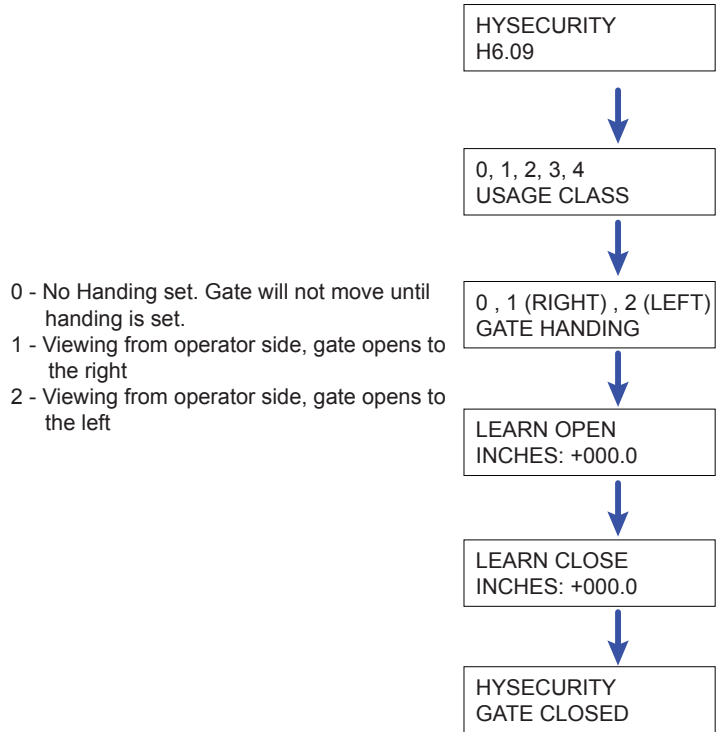 HYSECURITY
H6.09
0, 1, 2, 3, 4
USAGE CLASS
0 - No Handing set. Gate will not move until
handing is set.
1 - Viewing from operator side, gate opens to
the right
2 - Viewing from operator side, gate opens to
the left
0 , 1 (RIGHT) , 2 (LEFT)
GATE HANDING
LEARN OPEN
INCHES: +000.0
LEARN CLOSE
INCHES: +000.0
HYSECURITY
GATE CLOSED